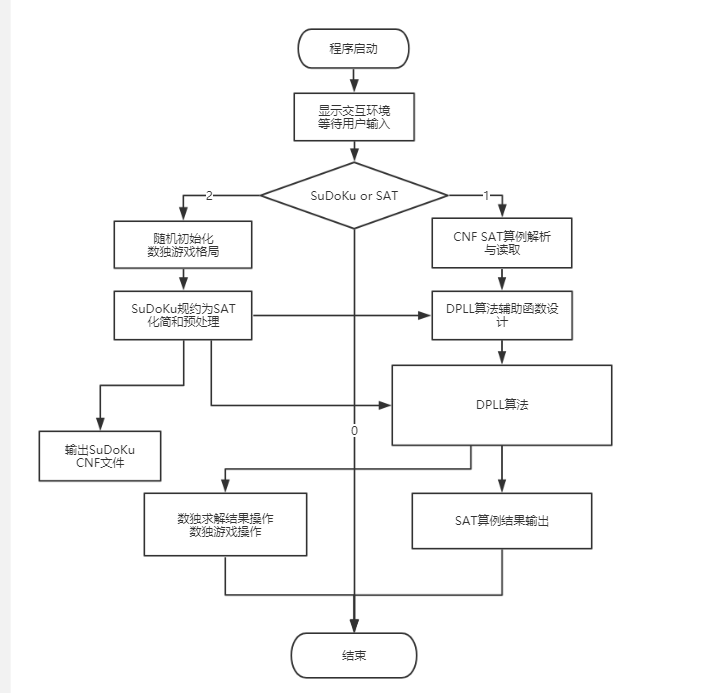 程序启动
显示交互环境
等待用户输入
SuDoKu or SAT
2
1
随机初始化
数独游戏格局
CNF SAT算例解析
与读取
SuDoKu规约为SAT
化简和预处理
DPLL算法辅助函数设
计
DPLL算法
0
输出SuDoKu
CNF文件
数独求解结果操作
数独游戏操作
SAT算例结果输出
结束